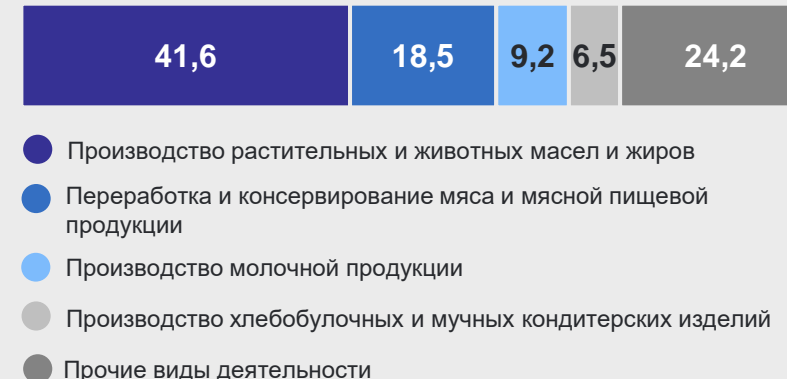 41,6 18,5 9,2 6,5 24,2
Производство растительных и животных масел и жиров
Переработка и консервирование мяса и мясной пищевой
продукции
Производство молочной продукции
Производство хлебобулочных и мучных кондитерских изделий
Прочие виды деятельности